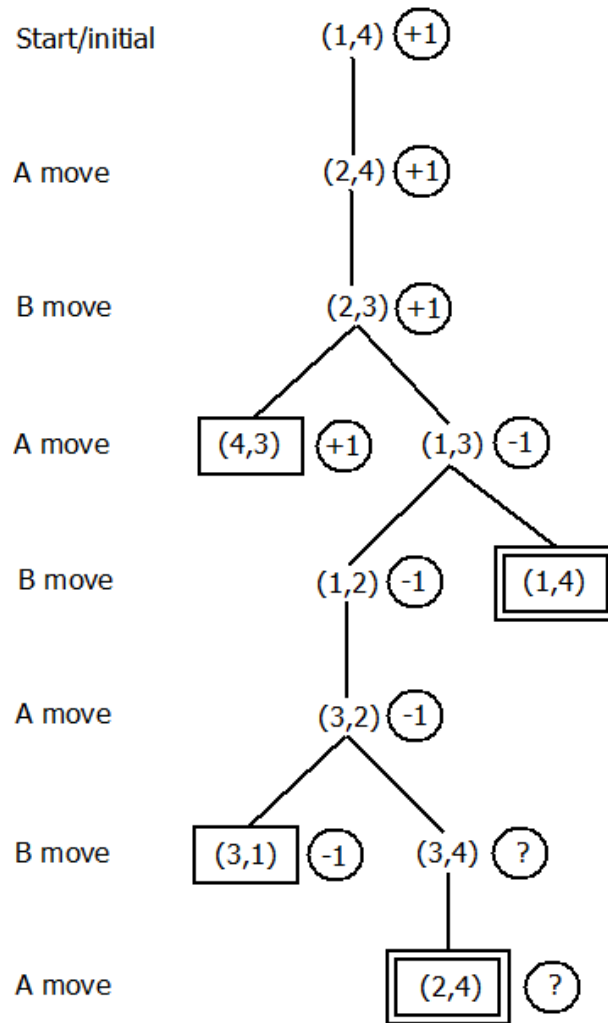 Start/initial (1,4) +1
A move (2,4) +1
B move (2,3) +1
A move (4,3) +1 (1,3) -1
B move (1,2) -1 (1,4)
A move (3,2) -1
B move (3,1) -1 (3,4) ?
A move (2,4) ?